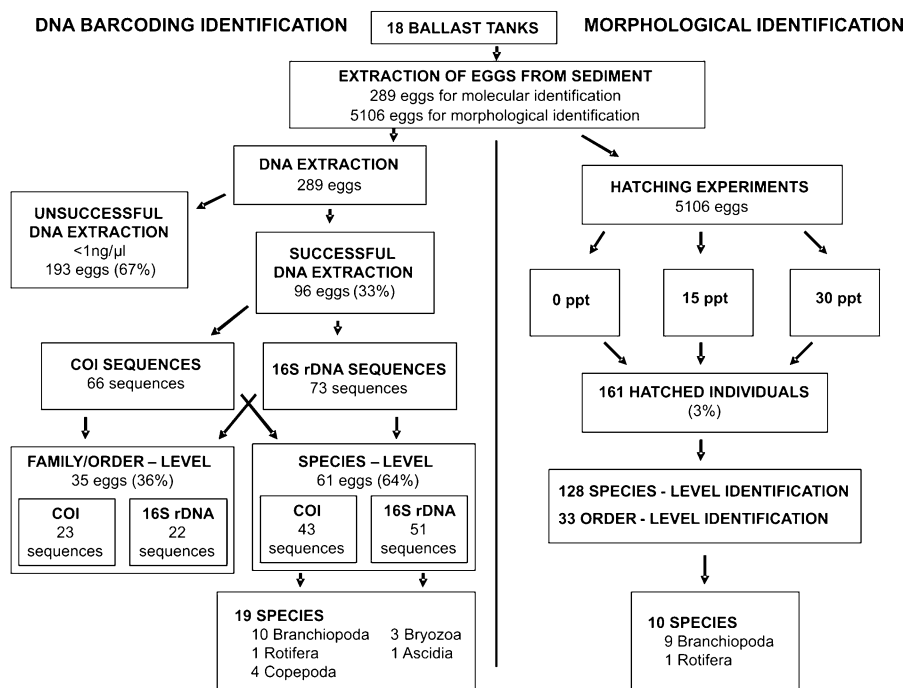 DNA BARCODING IDENTIFICATION
18 BALLAST TANKS
MORPHOLOGICAL IDENTIFICATION
EXTRACTION OF EGGS FROM SEDIMENT
289 eggs for molecular identification
5106 eggs for morphological identification
DNA EXTRACTION
289 eggs
UNSUCCESSFUL
DNA EXTRACTION
<1ng/µl
193 eggs (67%)
SUCCESSFUL
DNA EXTRACTION
96 eggs (33%)
COI SEQUENCES
66 sequences
16S rDNA SEQUENCES
73 sequences
FAMILY/ORDER – LEVEL
35 eggs (36%)
COI
23
sequences
16S rDNA
22
sequences
SPECIES – LEVEL
61 eggs (64%)
COI
43
sequences
16S rDNA
51
sequences
19 SPECIES
10 Branchiopoda
1 Rotifera
4 Copepoda
3 Bryozoa
1 Ascidia
HATCHING EXPERIMENTS
5106 eggs
0 ppt
15 ppt
30 ppt
161 HATCHED INDIVIDUALS
(3%)
128 SPECIES - LEVEL IDENTIFICATION
33 ORDER - LEVEL IDENTIFICATION
10 SPECIES
9 Branchiopoda
1 Rotifera